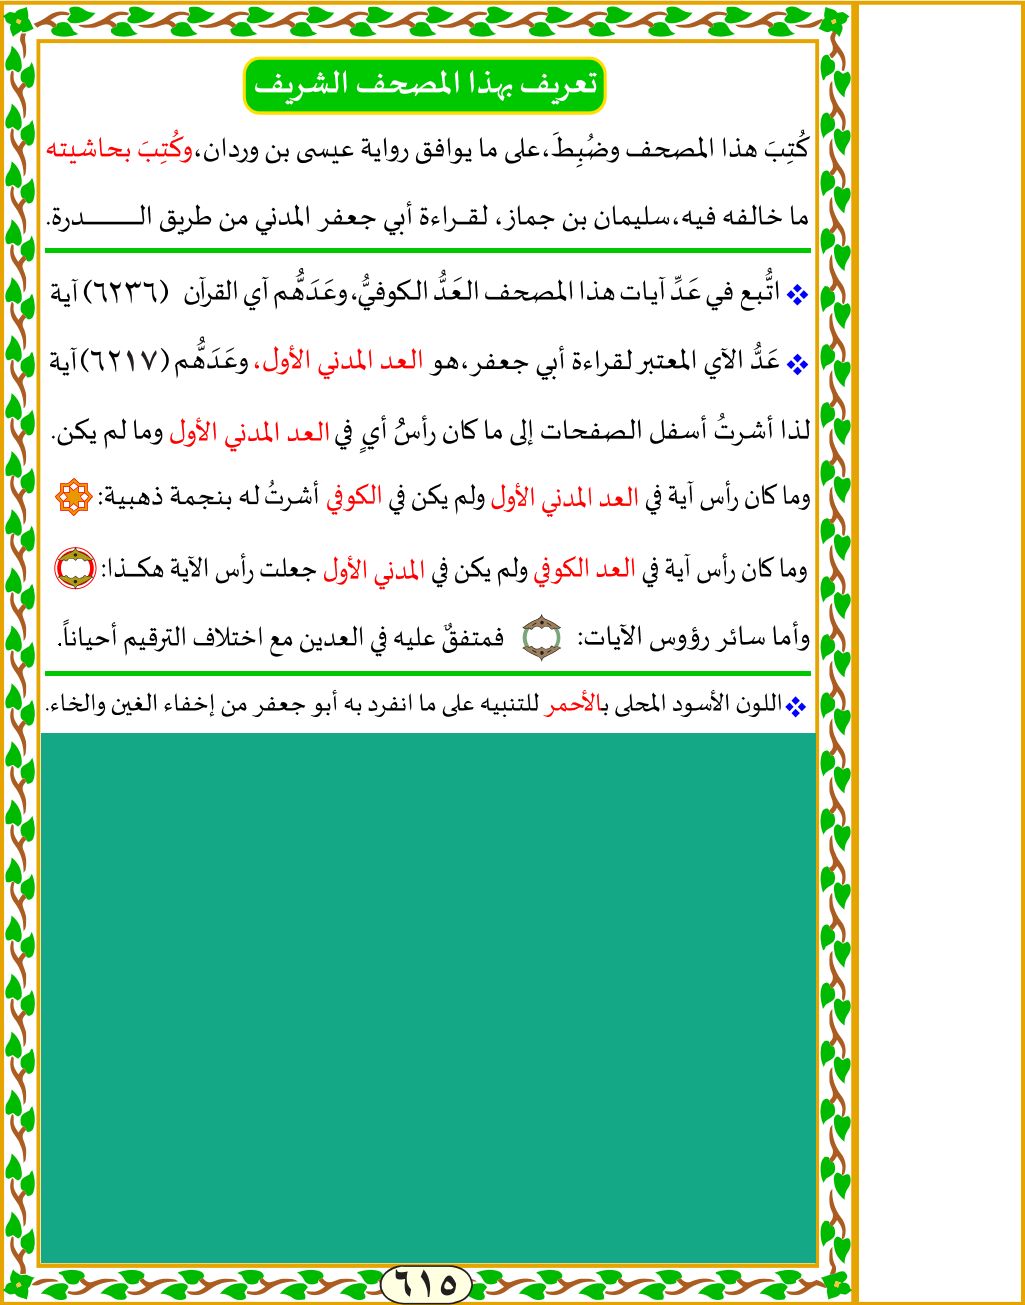 تعريف بهذا المصحف الشريف
كُتِبَ هذا المصحف وضُبِطَ،على ما يوافق رواية عيسى بن وردان،وكُتِبَ بحاشيته
ما خالفه فيه،سليمان بن جماز، لقـراءة أبي جعفر المدني من طريق الـــــــدرة.
اتُّبع في عَدِّ آيات هذا المصحف العَدُّ الكوفيُّ، وعَدَهُّم آي القرآن (٦٢٣٦) آية
عَدُّ الآي المعتبر لقراءة أبي جعفر،هو العد المدني الأول، وعَدَهُّم (٦٢١٧) آية
لذا أشرتُ أسفل الصفحات إلى ما كان رأسُ أيٍ في العد المدني الأول وما لم يكن.
وما كان رأس آية في العد المدني الأول ولم يكن في الكوفي أشرتُ له بنجمة ذهبية:
وما كان رأس آية في العد الكوفي ولم يكن في المدني الأول جعلت رأس الآية هكـذا:
وأما سائر رؤوس الآيات: فمتفقٌ عليه في العدين مع اختلاف الترقيم أحياناً.
اللون الأسود المحلى بالأحمر للتنبيه على ما انفرد به أبو جعفر من إخفاء الغين والخاء.
٦١٥